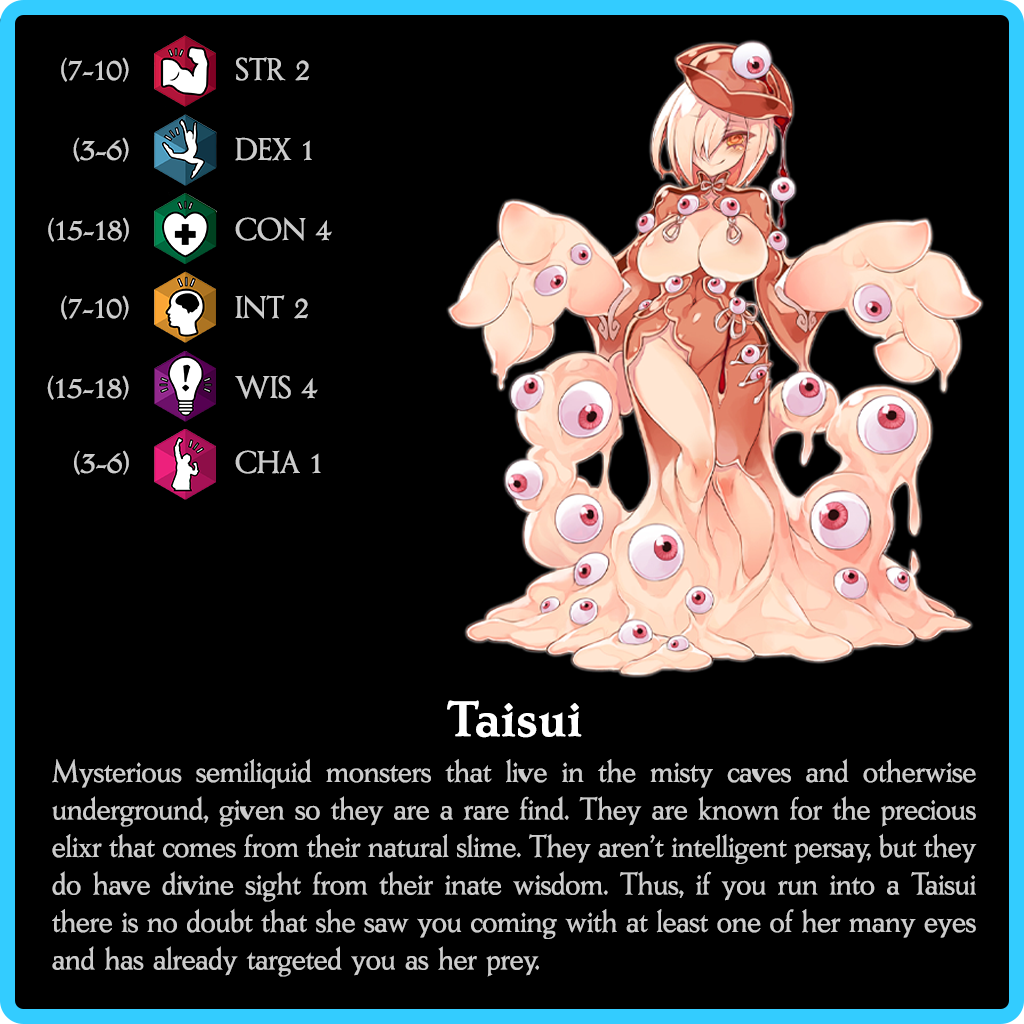 (7-10) STR 2
(3-6) DEX 1
(15-18) CON 4
(7-10) INT 2
(15-18) WIS 4
(3-6) CHA 1
Taisui
Mysterious semiliquid monsters that live in the misty caves and otherwise
underground, given so they are a rare find. They are known for the precious
elixr that comes from their natural slime. They aren't intelligent persay, but they
do have divine sight from their inate wisdom. Thus, if you run into a Taisui
there is no doubt that she saw you coming with at least one of her many eyes
and has already targeted you as her prey.